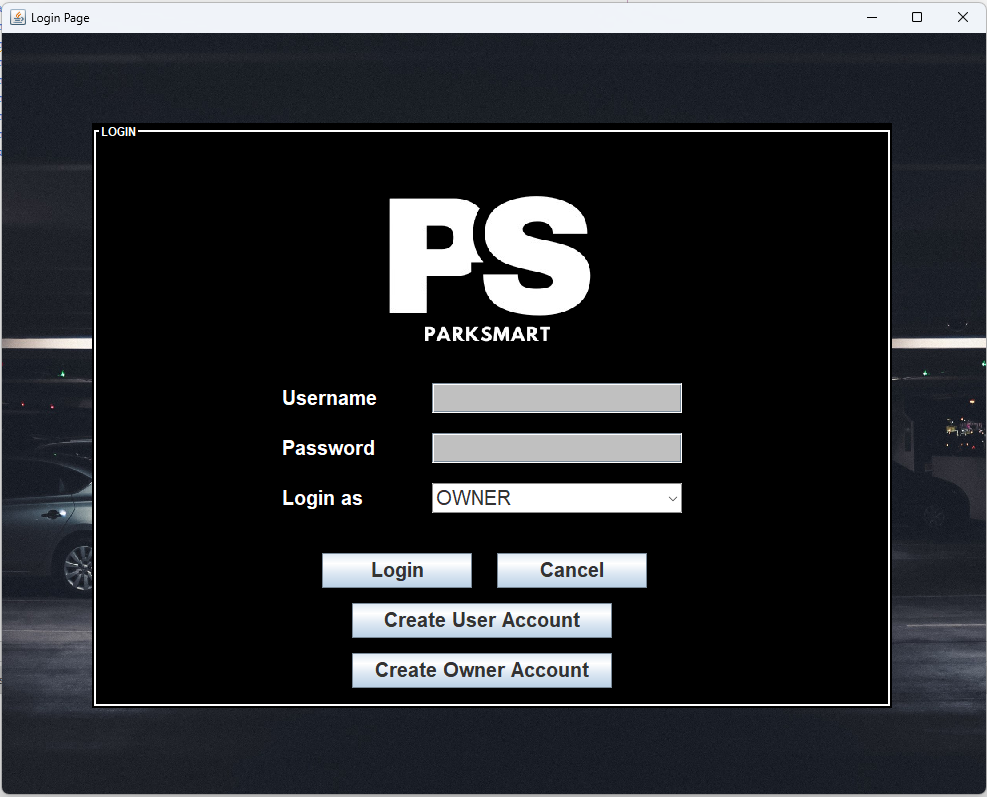 Login Page
LOGIN
PS
PARKSMART
Username
Password
Login as OWNER
Login Cancel
Create User Account
Create Owner Account